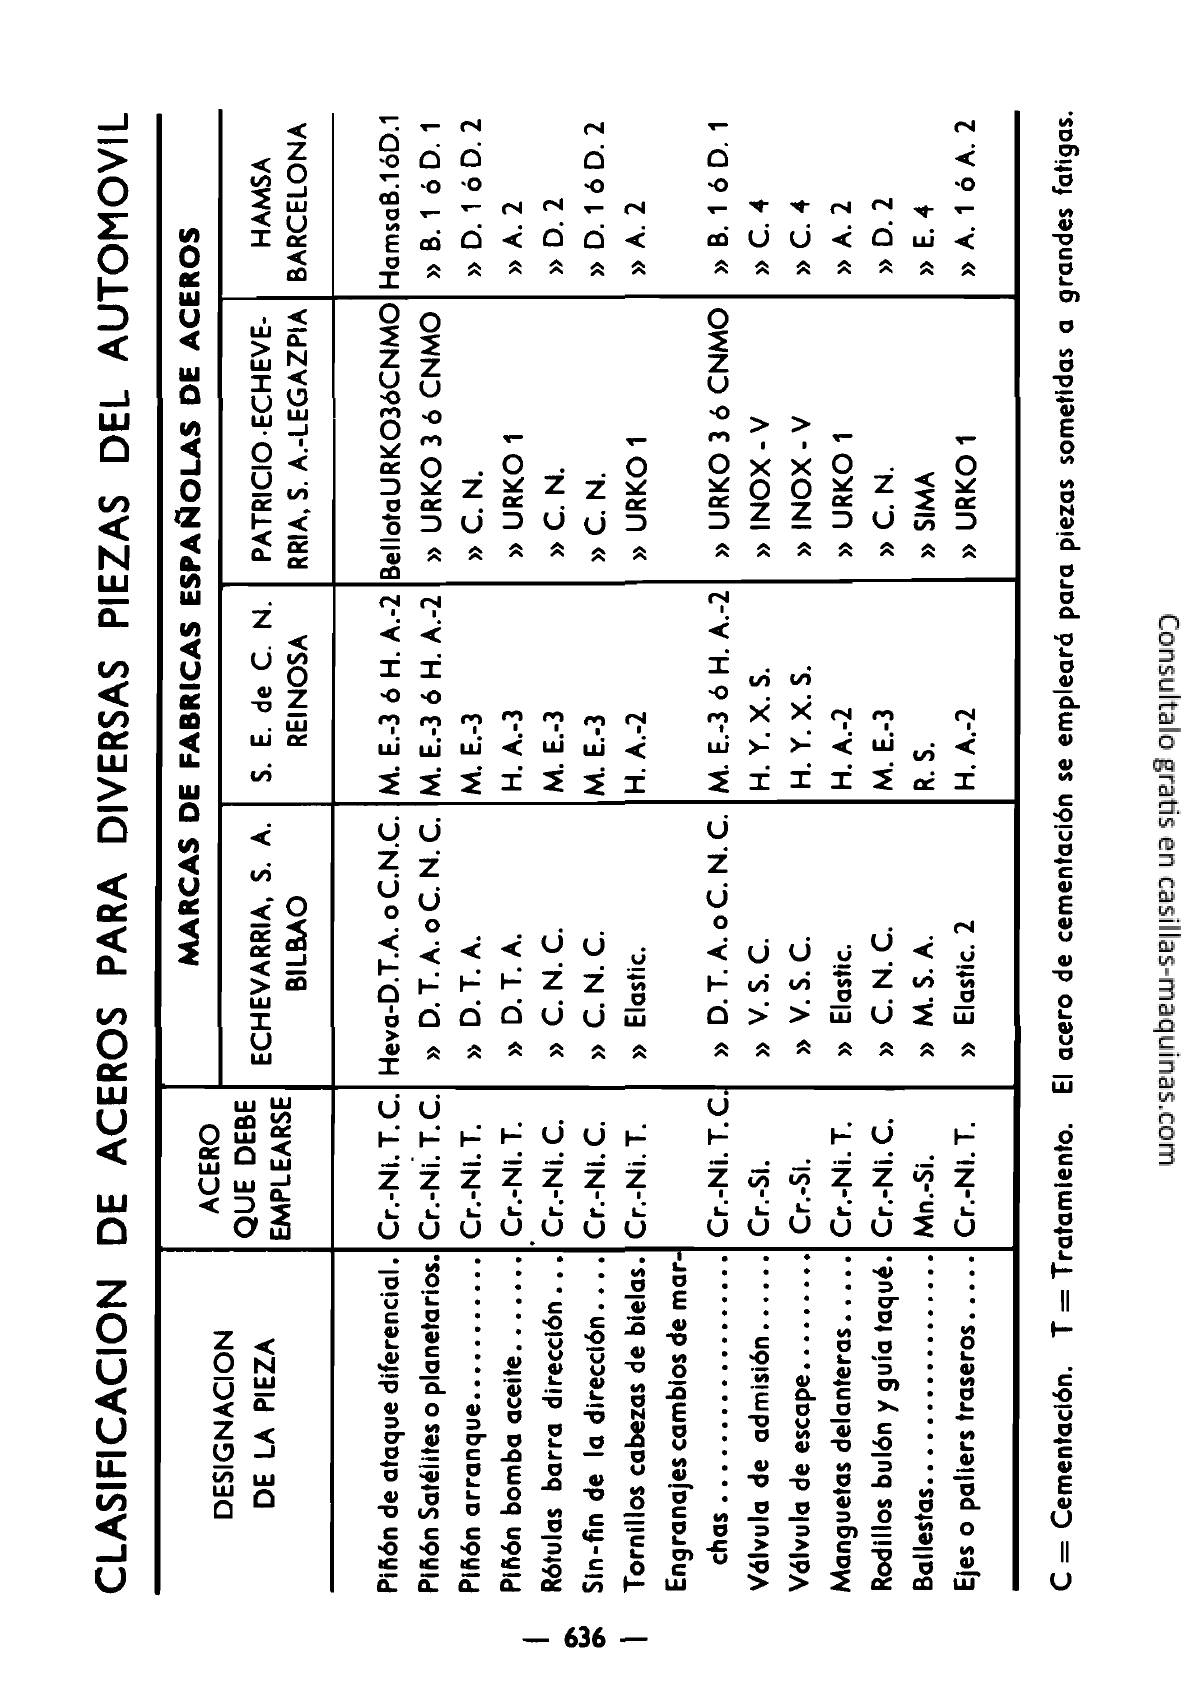 CLASIFICACION DE ACEROS PARA DIVERSAS PIEZAS DEL AUTOMOVIL
MARCAS DE FABRICAS ESPAÑOLAS DE ACEROS
DESIGNACION DE LA PIEZA | ACERO QUE DEBE EMPLEARSE | ECHEVARRIA, S. A. BILBAO | S. E. de C. N. REINOSA | PATRICIO·ECHEVE-RRIA, S. A.-LEGAZPIA | HAMSA BARCELONA
Piñón de ataque diferencial. Cr.-Ni. T. C. Heva-D.T.A. o C.N.C. M. E.-3 ó H. A.-2 BellotaURKO3óCNMO HamsaB.1óD.1
Piñón Satélites o planetarios. Cr.-Ni. T. C. » D. T. A. o C. N. C. M. E.-3 ó H. A.-2 » URKO 3 ó CNMO » B. 1 ó D. 1
Piñón arranque........... Cr.-Ni. T. » D. T. A. M. E.-3 » C. N. » D. 1 ó D. 2
Piñón bomba aceite........ Cr.-Ni. T. » D. T. A. H. A.-3 » URKO 1 » A. 2
Rótulas barra dirección... Cr.-Ni. C. » C. N. C. M. E.-3 » C. N. » D. 2
Sin-fin de la dirección.... Cr.-Ni. C. » C. N. C. M. E.-3 » C. N. » D. 1 ó D. 2
Tornillos cabezas de bielas. Cr.-Ni. T. » Elastic. H. A.-2 » URKO 1 » A. 2
Engranajes cambios de mar-
chas.................... Cr.-Ni. T. C. » D. T. A. o C. N. C. M. E.-3 ó H. A.-2 » URKO 3 ó CNMO » B. 1 ó D. 1
Válvula de admisión...... Cr.-Si. » V. S. C. H. Y. X. S. » INOX - V » C. 4
Válvula de escape......... Cr.-Si. » V. S. C. H. Y. X. S. » INOX - V » C. 4
Manguetas delanteras..... Cr.-Ni. T. » Elastic. H. A.-2 » URKO 1 » A. 2
Rodillos bulón y guía taqué. Cr.-Ni. C. » C. N. C. M. E.-3 » C. N. » D. 2
Ballestas................ Mn.-Si. » M. S. A. R. S. » SIMA » E. 4
Ejes o paliers traseros..... Cr.-Ni. T. » Elastic. 2 H. A.-2 » URKO 1 » A. 1 ó A. 2
C = Cementación. T = Tratamiento. El acero de cementación se empleará para piezas sometidas a grandes fatigas.
— 636 —
Consultalo gratis en casillas-maquinas.com